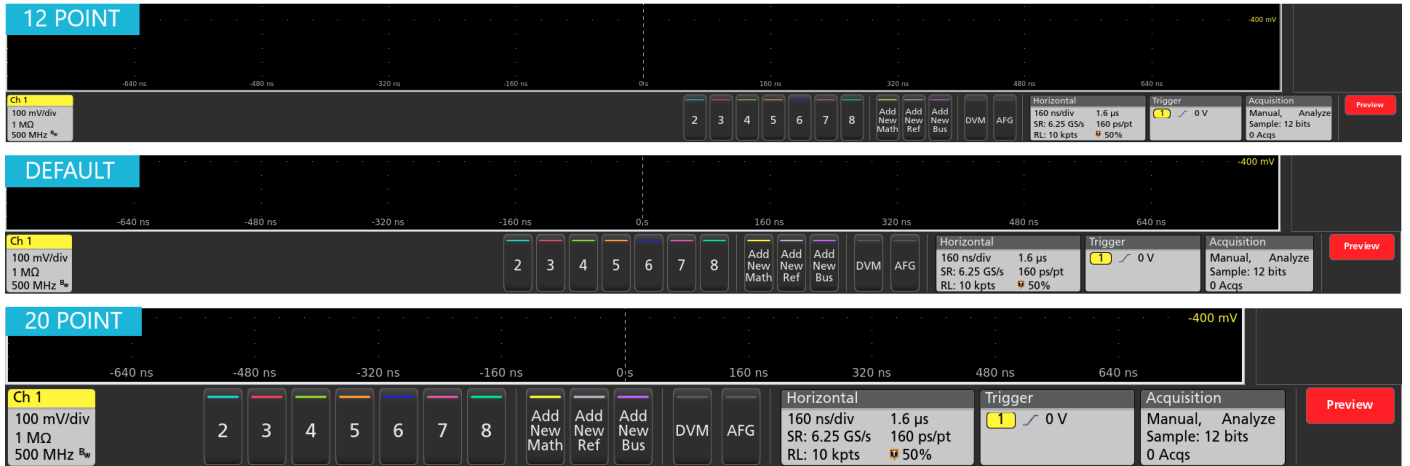 12 POINT
-400 mV
-640 ns -480 ns -320 ns -160 ns 0 s 160 ns 320 ns 480 ns 640 ns
Ch 1
100 mV/div
1 MΩ
500 MHz Bw
2 3 4 5 6 7 8
Add New Math
Add New Ref
Add New Bus
DVM AFG
Horizontal
160 ns/div 1.6 µs
SR: 6.25 GS/s 160 ps/pt
RL: 10 kpts 50%
Trigger
1 0 V
Acquisition
Manual, Analyze
Sample: 12 bits
0 Acqs
Preview
DEFAULT
-400 mV
-640 ns -480 ns -320 ns -160 ns 0 s 160 ns 320 ns 480 ns 640 ns
Ch 1
100 mV/div
1 MΩ
500 MHz Bw
2 3 4 5 6 7 8
Add New Math
Add New Ref
Add New Bus
DVM AFG
Horizontal
160 ns/div 1.6 µs
SR: 6.25 GS/s 160 ps/pt
RL: 10 kpts 50%
Trigger
1 0 V
Acquisition
Manual, Analyze
Sample: 12 bits
0 Acqs
Preview
20 POINT
-400 mV
-640 ns -480 ns -320 ns -160 ns 0 s 160 ns 320 ns 480 ns 640 ns
Ch 1
100 mV/div
1 MΩ
500 MHz Bw
2 3 4 5 6 7 8
Add New Math
Add New Ref
Add New Bus
DVM AFG
Horizontal
160 ns/div 1.6 µs
SR: 6.25 GS/s 160 ps/pt
RL: 10 kpts 50%
Trigger
1 0 V
Acquisition
Manual, Analyze
Sample: 12 bits
0 Acqs
Preview